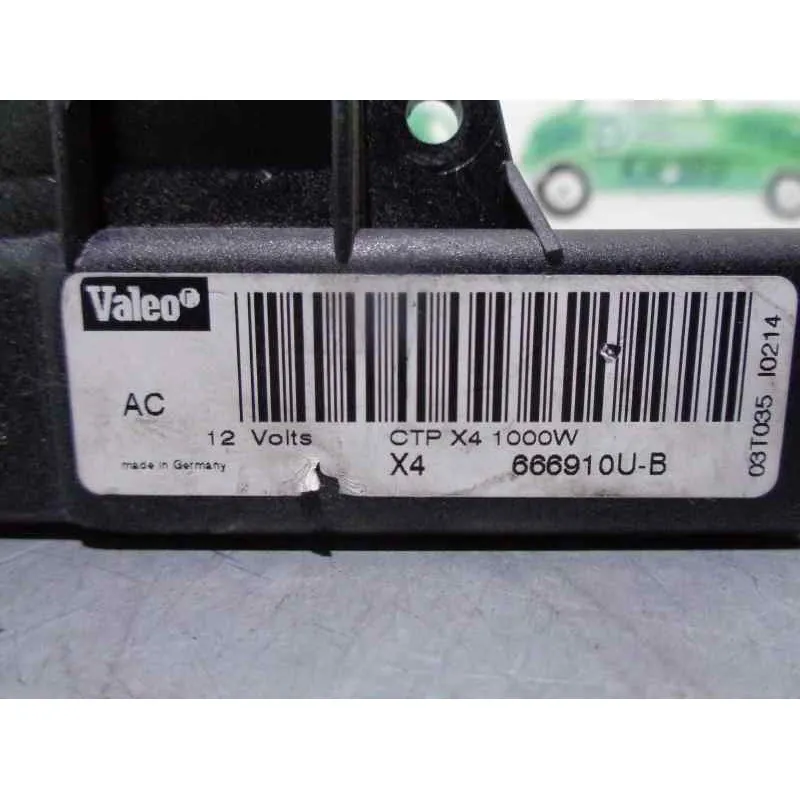 Valeo
AC
12 Volts CTP X4 1000W
made in Germany X4 666910U-B
03T035 I0214